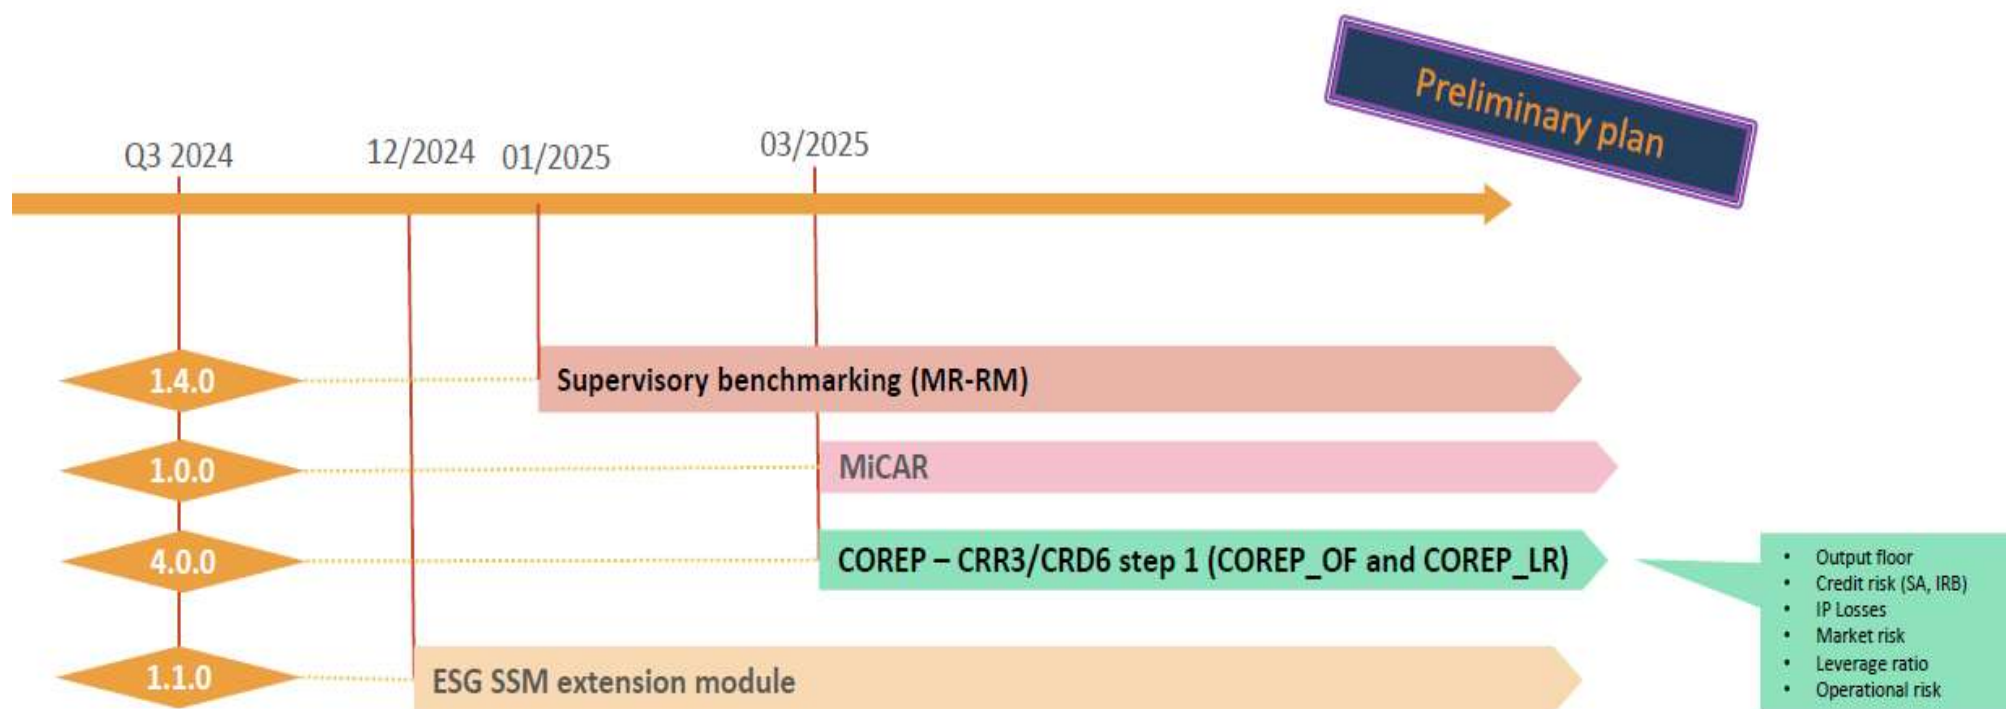 Preliminary plan
Q3 2024
12/2024
01/2025
03/2025
1.4.0
Supervisory benchmarking (MR-RM)
1.0.0
MiCAR
4.0.0
COREP – CRR3/CRD6 step 1 (COREP_OF and COREP_LR)
• Output floor
• Credit risk (SA, IRB)
• IP Losses
• Market risk
• Leverage ratio
• Operational risk
1.1.0
ESG SSM extension module